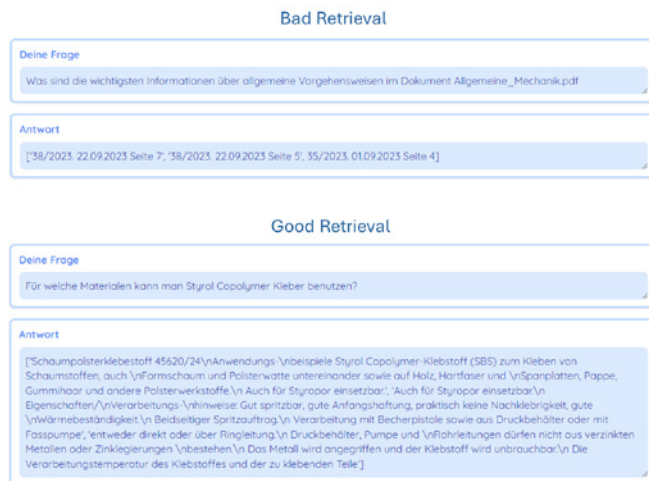 Bad Retrieval
Deine Frage
Was sind die wichtigsten Informationen über allgemeine Vorgehensweisen im Dokument Allgemeine_Mechanik.pdf
Antwort
['38/2023. 22.09.2023 Seite 7', '38/2023. 22.09.2023 Seite 5', 35/2023. 01.09.2023 Seite 4]
Good Retrieval
Deine Frage
Für welche Materialen kann man Styrol Copolymer Kleber benutzen?
Antwort
['Schaumpolsterklebestoff 45620/24\nAnwendungs-\nbeispiele Styrol Copolymer-Klebstoff (SBS) zum Kleben von
Schaumstoffen, auch \nFormschaum und Polsterwatte untereinander sowie auf Holz, Hartfaser und \nSpanplatten, Pappe,
Gummihaar und andere Polsterwerkstoffe.\n Auch für Styropor einsetzbar.', 'Auch für Styropor einsetzbar.\n
Eigenschaften/\nVerarbeitungs-\nhinweise: Gut spritzbar, gute Anfangshaftung, praktisch keine Nachklebrigkeit, gute
\nWärmebeständigkeit.\n Beidseitiger Spritzauftrag.\n Verarbeitung mit Becherpistole sowie aus Druckbehälter oder mit
Fasspumpe', 'entweder direkt oder über Ringleitung.\n Druckbehälter, Pumpe und \nRohrleitungen dürfen nicht aus verzinkten
Metallen oder Zinklegierungen \nbestehen.\n Das Metall wird angegriffen und der Klebstoff wird unbrauchbar.\n Die
Verarbeitungstemperatur des Klebstoffes und der zu klebenden Teile']